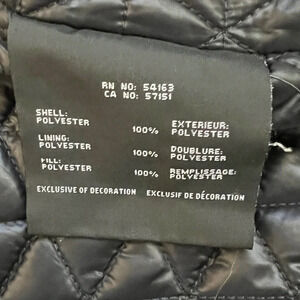 RN NO: 54163
CA NO: 57151
SHELL:
POLYESTER 100% EXTERIEUR: POLYESTER
LINING:
POLYESTER 100% DOUBLURE: POLYESTER
FILL:
POLYESTER 100% REMPLISSAGE: POLYESTER
EXCLUSIVE OF DECORATION EXCLUSIF DE DÉCORATION